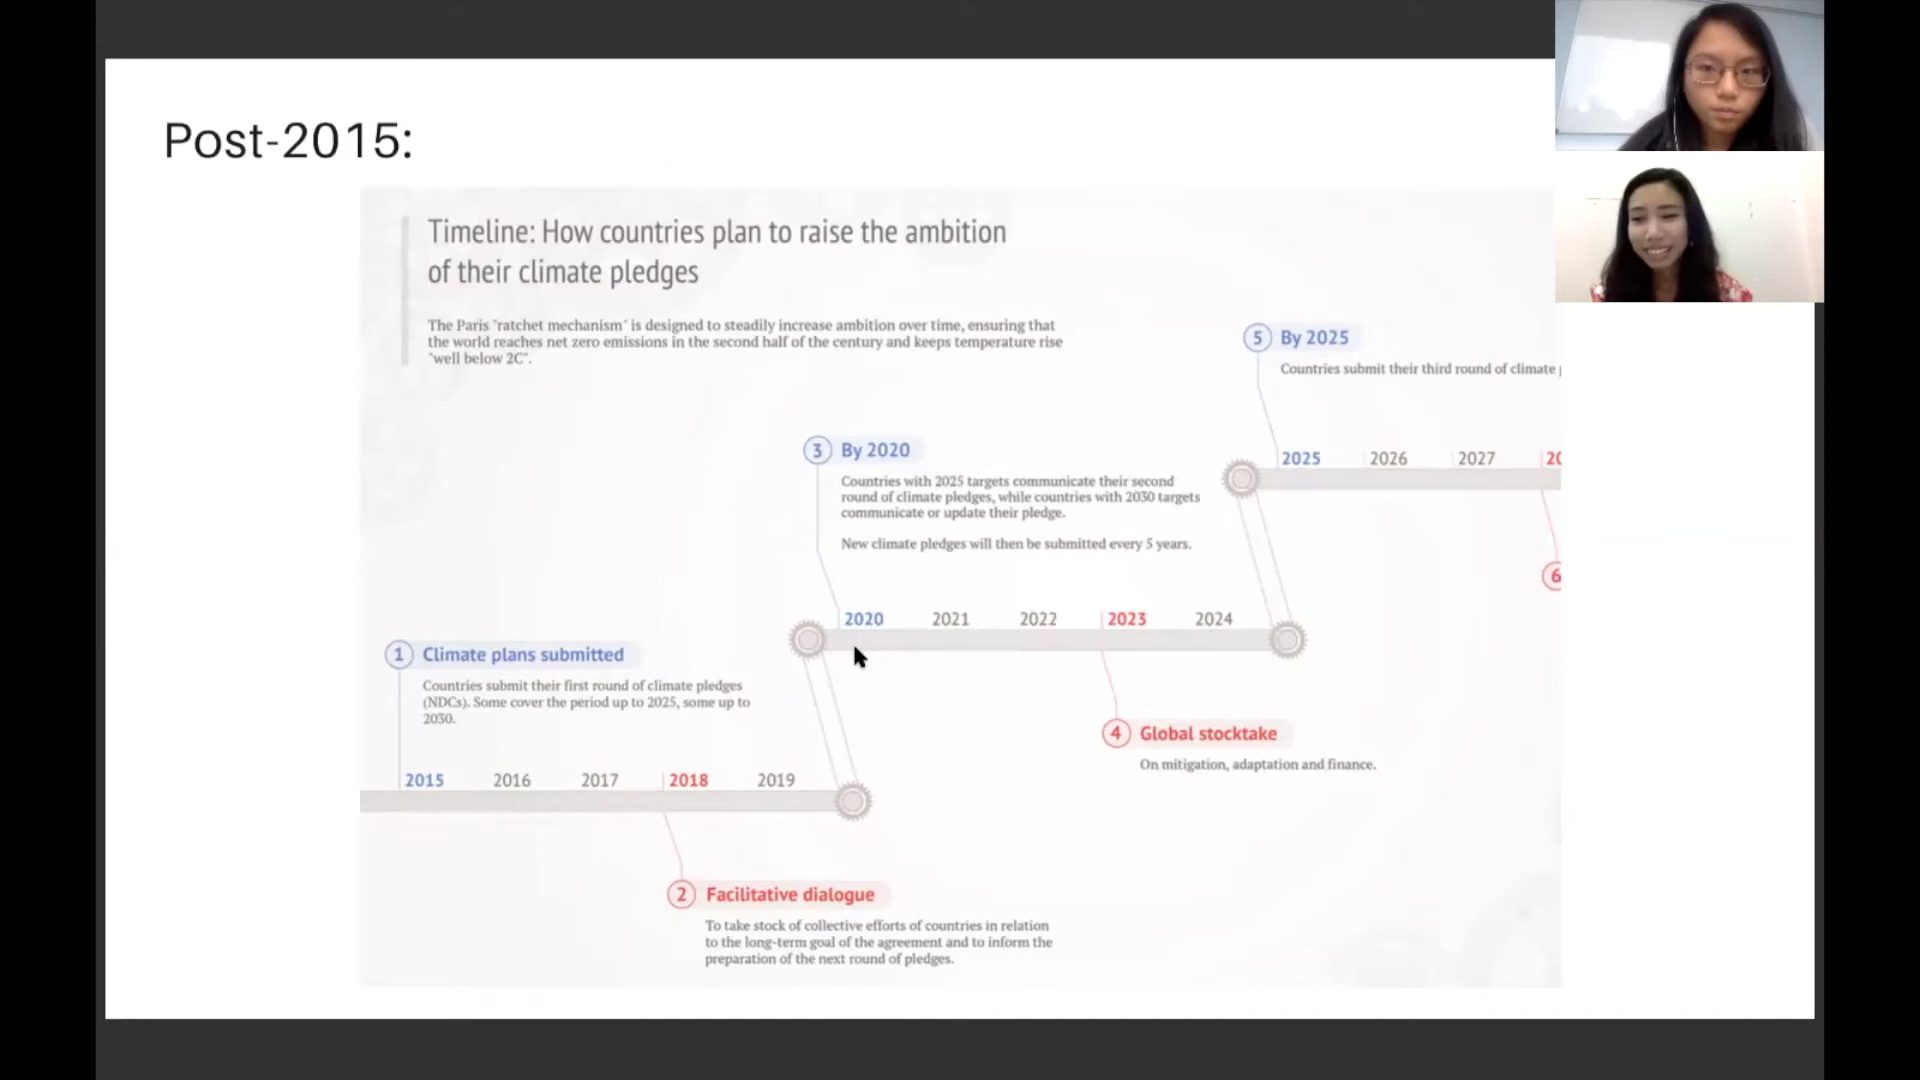 Post-2015:
Timeline: How countries plan to raise the ambition
of their climate pledges
The Paris "ratchet mechanism" is designed to steadily increase ambition over time, ensuring that
the world reaches net zero emissions in the second half of the century and keeps temperature rise
"well below 2C".
5 By 2025
Countries submit their third round of climate
2025 2026 2027 20
6
3 By 2020
Countries with 2025 targets communicate their second
round of climate pledges, while countries with 2030 targets
communicate or update their pledge.
New climate pledges will then be submitted every 5 years.
2020 2021 2022 2023 2024
4 Global stocktake
On mitigation, adaptation and finance.
1 Climate plans submitted
Countries submit their first round of climate pledges
(NDCs). Some cover the period up to 2025, some up to
2030.
2015 2016 2017 2018 2019
2 Facilitative dialogue
To take stock of collective efforts of countries in relation
to the long-term goal of the agreement and to inform the
preparation of the next round of pledges.